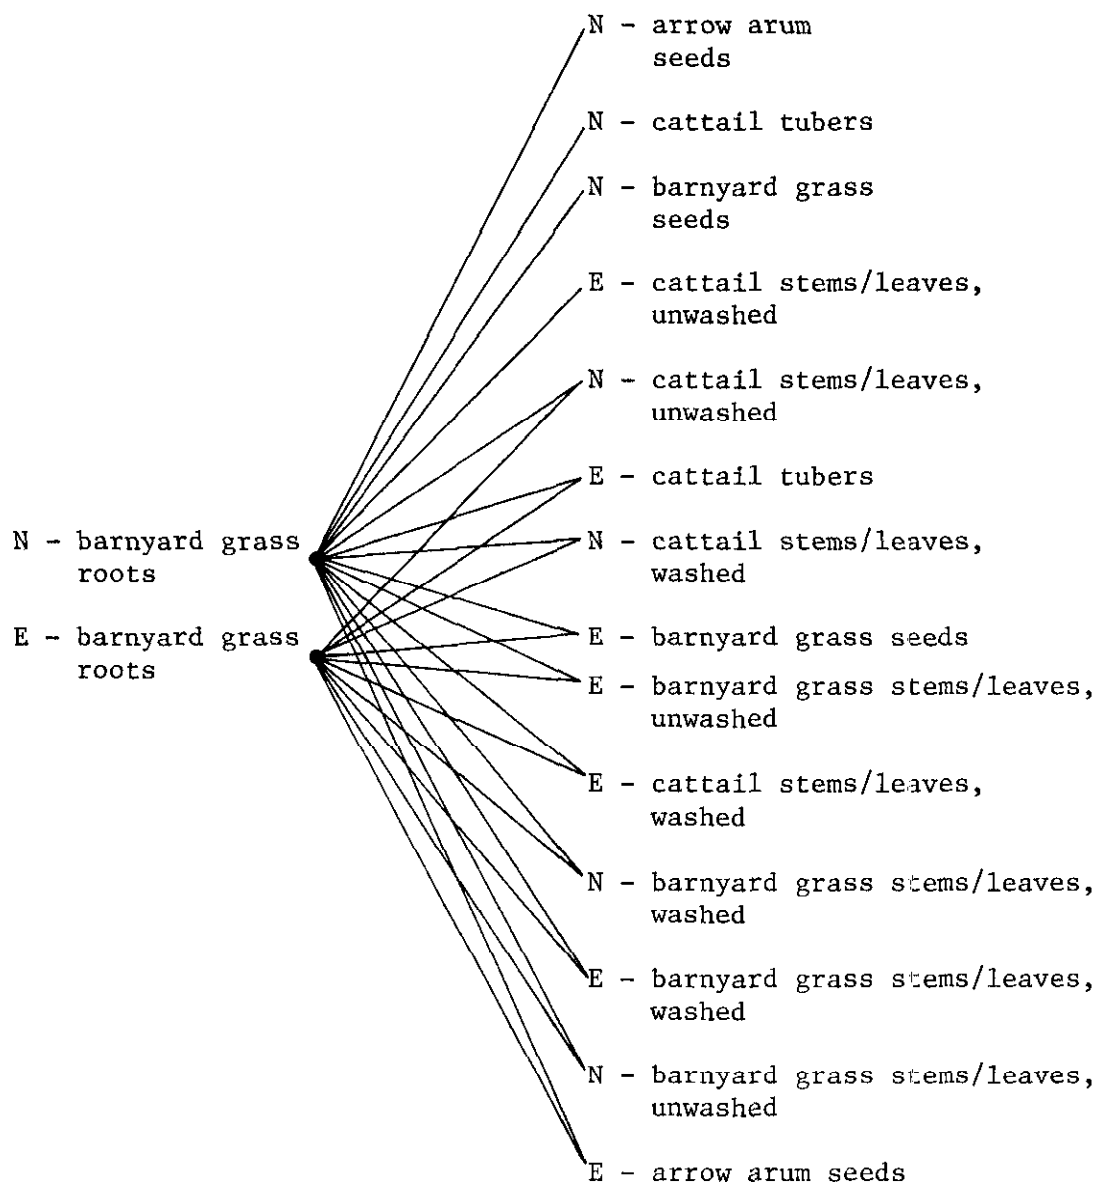 N - arrow arum
seeds
N - cattail tubers
N - barnyard grass
seeds
E - cattail stems/leaves,
unwashed
N - cattail stems/leaves,
unwashed
E - cattail tubers
N - barnyard grass
roots
N - cattail stems/leaves,
washed
E - barnyard grass
roots
E - barnyard grass seeds
E - barnyard grass stems/leaves,
unwashed
E - cattail stems/leaves,
washed
N - barnyard grass stems/leaves,
washed
E - barnyard grass stems/leaves,
washed
N - barnyard grass stems/leaves,
unwashed
E - arrow arum seeds